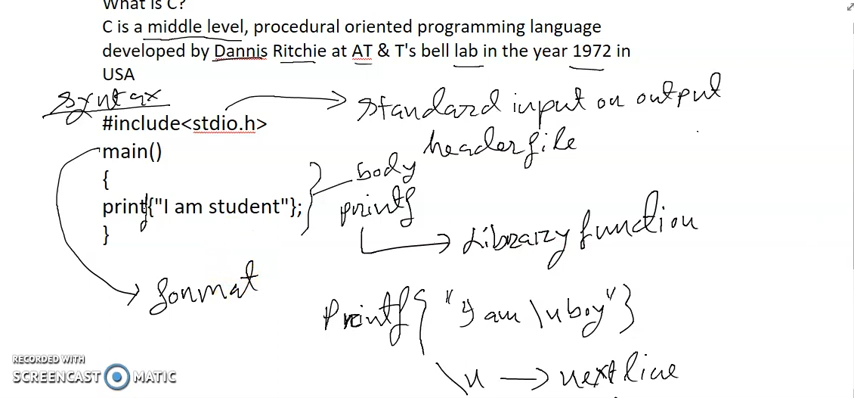 What is C?
C is a middle level, procedural oriented programming language
developed by Dannis Ritchie at AT & T's bell lab in the year 1972 in
USA
Syntax
#include<stdio.h>
standard input on output
header file
main()
body
{
printf
print{"I am student"};
Library function
}
format
Printf{ "I am \n boy"}
\n → next line
RECORDED WITH
SCREENCAST MATIC